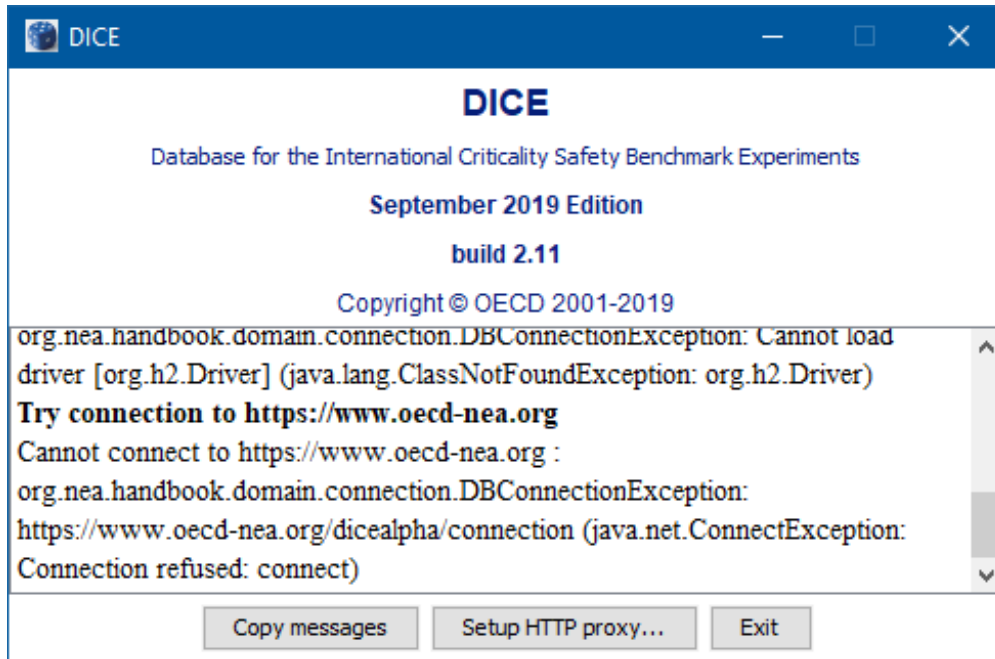 DICE
DICE
Database for the International Criticality Safety Benchmark Experiments
September 2019 Edition
build 2.11
Copyright © OECD 2001-2019
org.nea.handbook.domain.connection.DBConnectionException: Cannot load
driver [org.h2.Driver] (java.lang.ClassNotFoundException: org.h2.Driver)
Try connection to https://www.oecd-nea.org
Cannot connect to https://www.oecd-nea.org :
org.nea.handbook.domain.connection.DBConnectionException:
https://www.oecd-nea.org/dicealpha/connection (java.net.ConnectException:
Connection refused: connect)
Copy messages Setup HTTP proxy... Exit